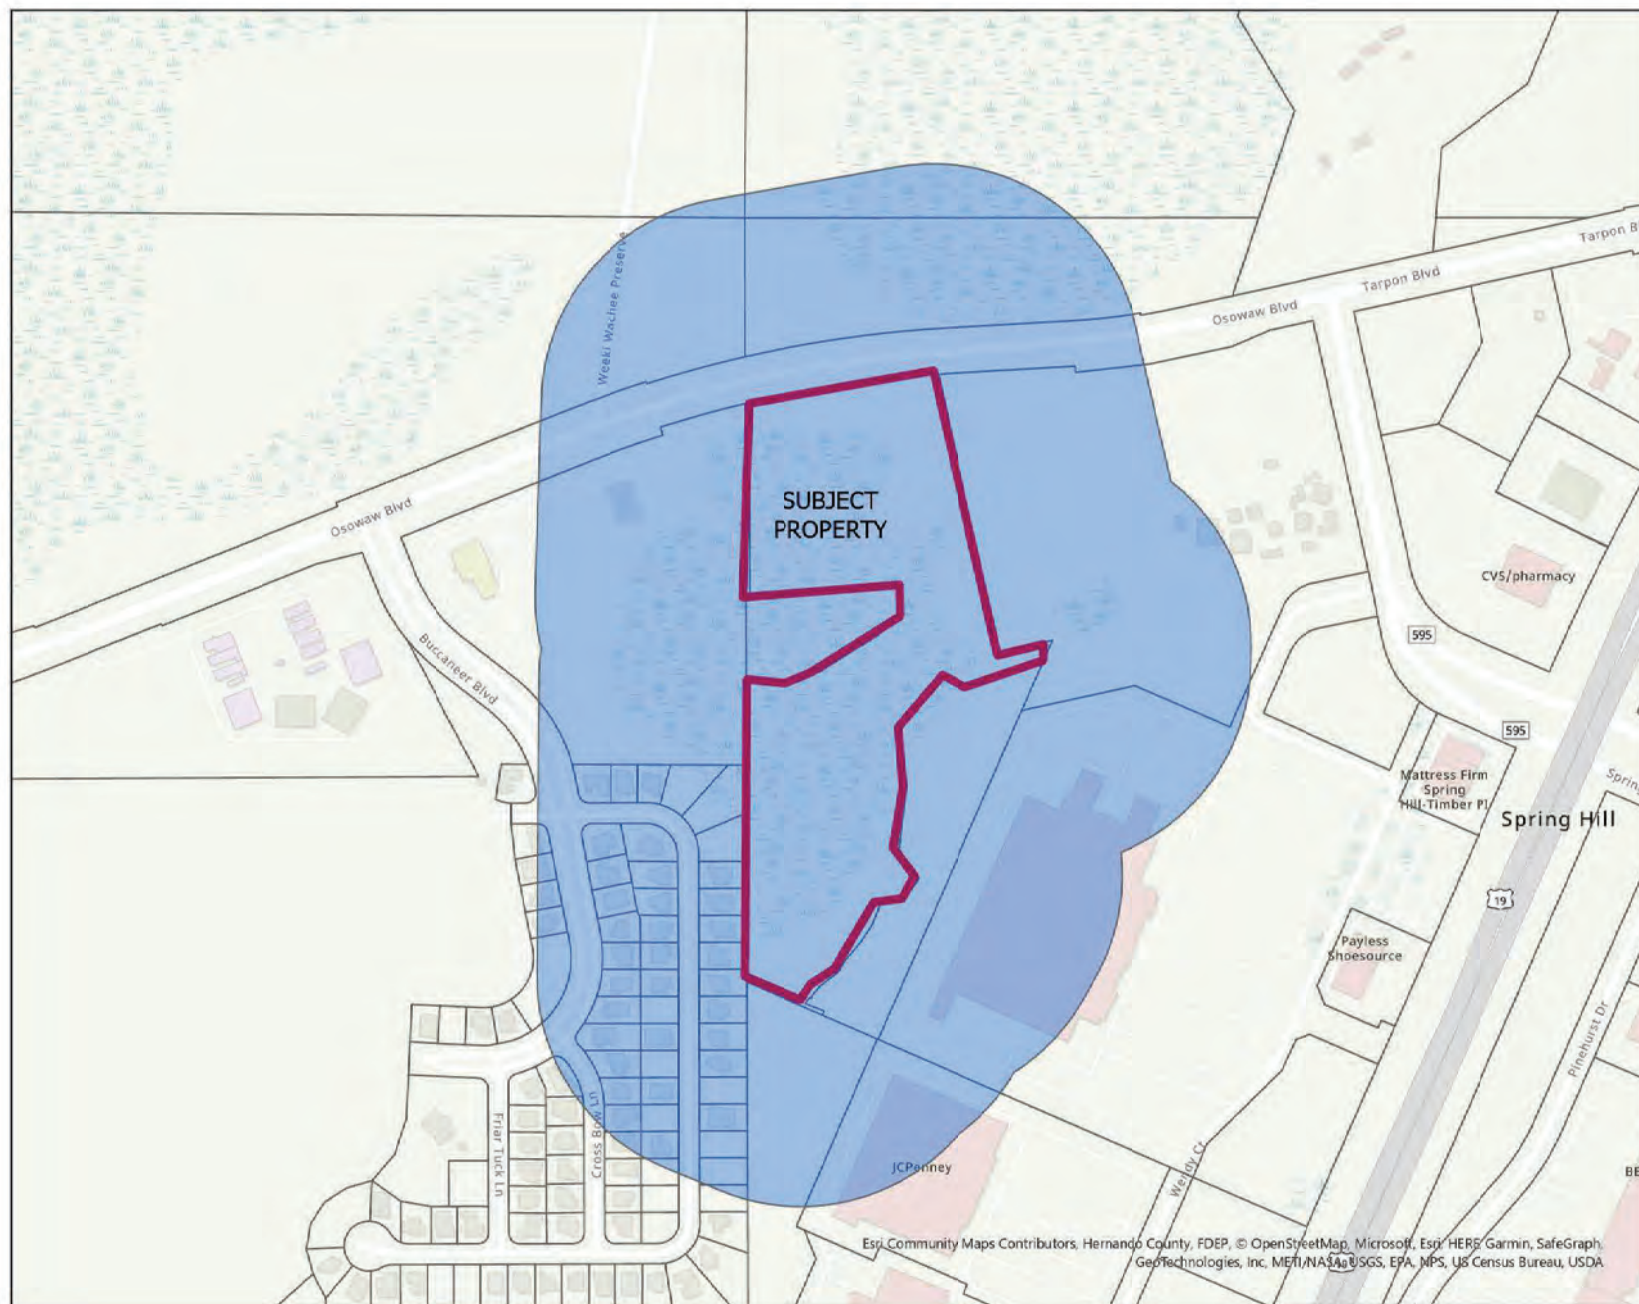 Tarpon B
Tarpon Blvd
Osowaw Blvd
Weeki Wachee Preserve
SUBJECT
PROPERTY
Osowaw Blvd
CVS/pharmacy
595
Buccaneer Blvd
595
Mattress Firm
Spring
Hill-Timber Pl
Spring
Spring Hill
19
Payless
Shoesource
Pinehurst Dr
Friar Tuck Ln
Cross Bow Ln
JCPenney
Wendy Ct
BE
Esri Community Maps Contributors, Hernando County, FDEP, © OpenStreetMap, Microsoft, Esri, HERE, Garmin, SafeGraph,
GeoTechnologies, Inc, METI/NASA, USGS, EPA, NPS, US Census Bureau, USDA